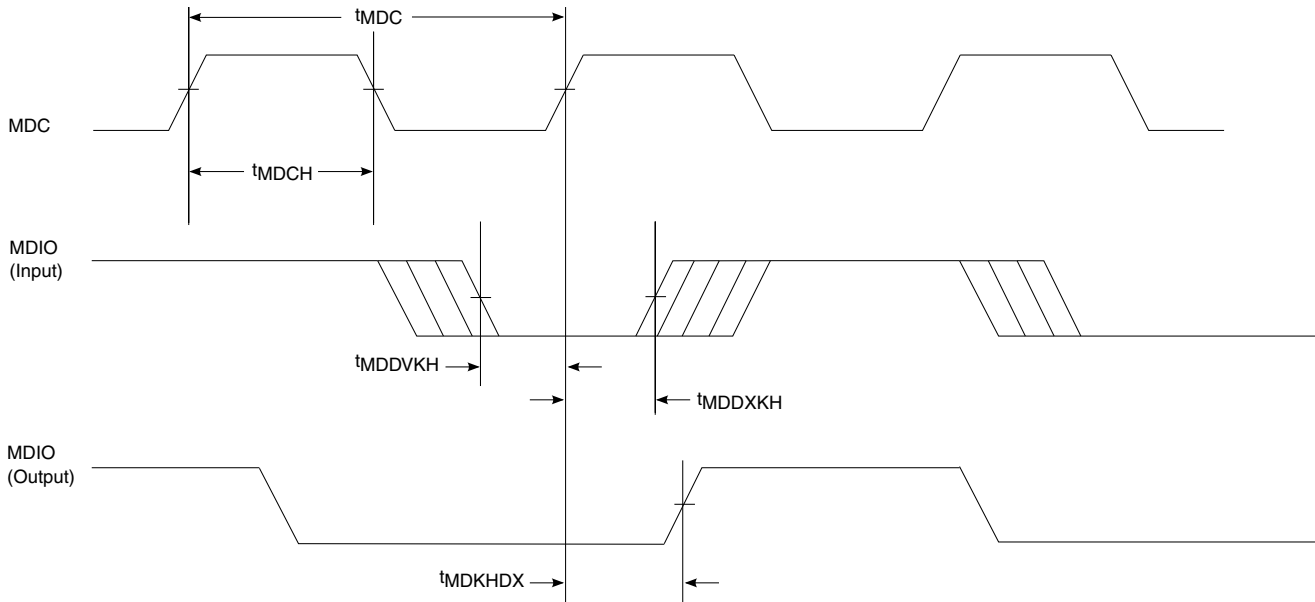 tMDC
MDC
tMDCH
MDIO
(Input)
tMDDVKH
tMDDXKH
MDIO
(Output)
tMDKHDX